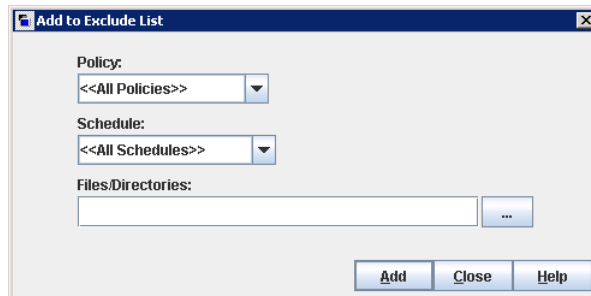 Add to Exclude List
Policy:
<<All Policies>>
Schedule:
<<All Schedules>>
Files/Directories:
...
Add Close Help